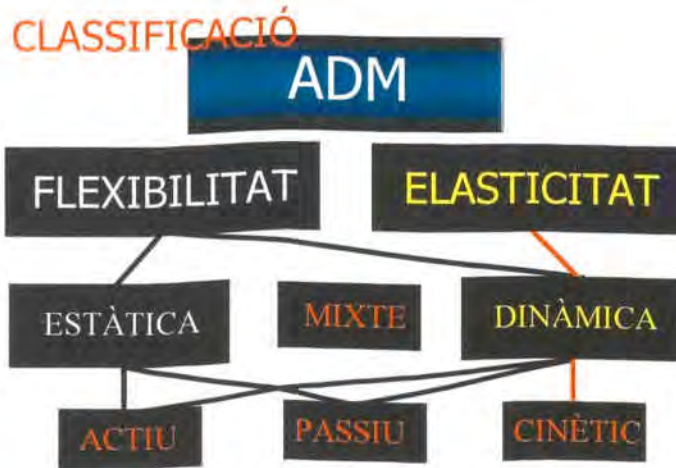 CLASSIFICACIÓ
ADM
FLEXIBILITAT
ELASTICITAT
ESTÀTICA
MIXTE
DINÀMICA
ACTIU
PASSIU
CINÈTIC